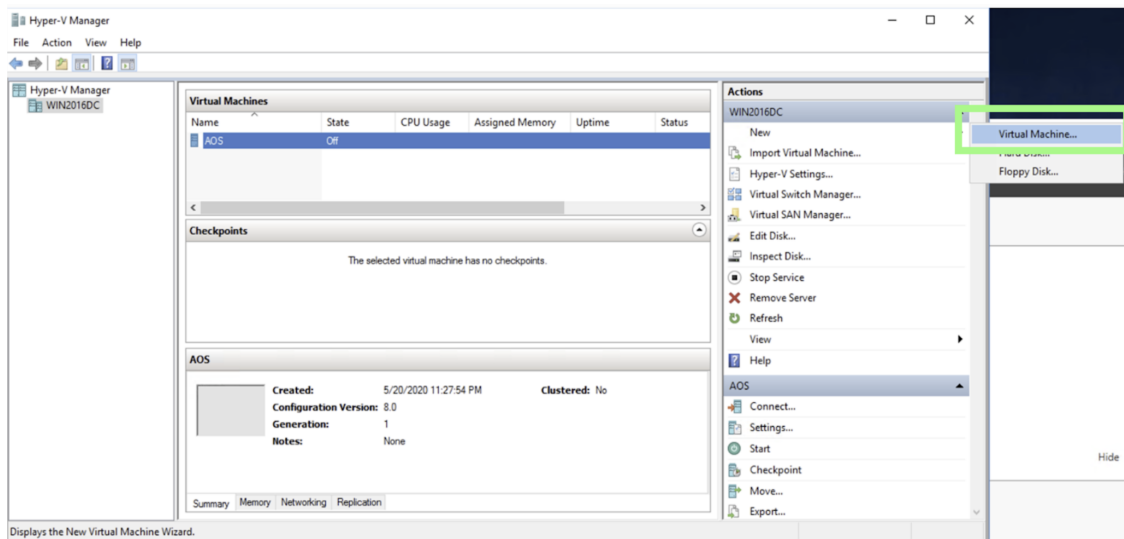 Hyper-V Manager
File Action View Help
Hyper-V Manager
WIN2016DC
Virtual Machines
Name State CPU Usage Assigned Memory Uptime Status
AOS Off
Checkpoints
The selected virtual machine has no checkpoints.
AOS
Created: 5/20/2020 11:27:54 PM Clustered: No
Configuration Version: 8.0
Generation: 1
Notes: None
Summary Memory Networking Replication
Actions
WIN2016DC
New
Import Virtual Machine...
Hyper-V Settings...
Virtual Switch Manager...
Virtual SAN Manager...
Edit Disk...
Inspect Disk...
Stop Service
Remove Server
Refresh
View
Help
AOS
Connect...
Settings...
Start
Checkpoint
Move...
Export...
Virtual Machine...
Hard Disk...
Floppy Disk...
Hide
Displays the New Virtual Machine Wizard.